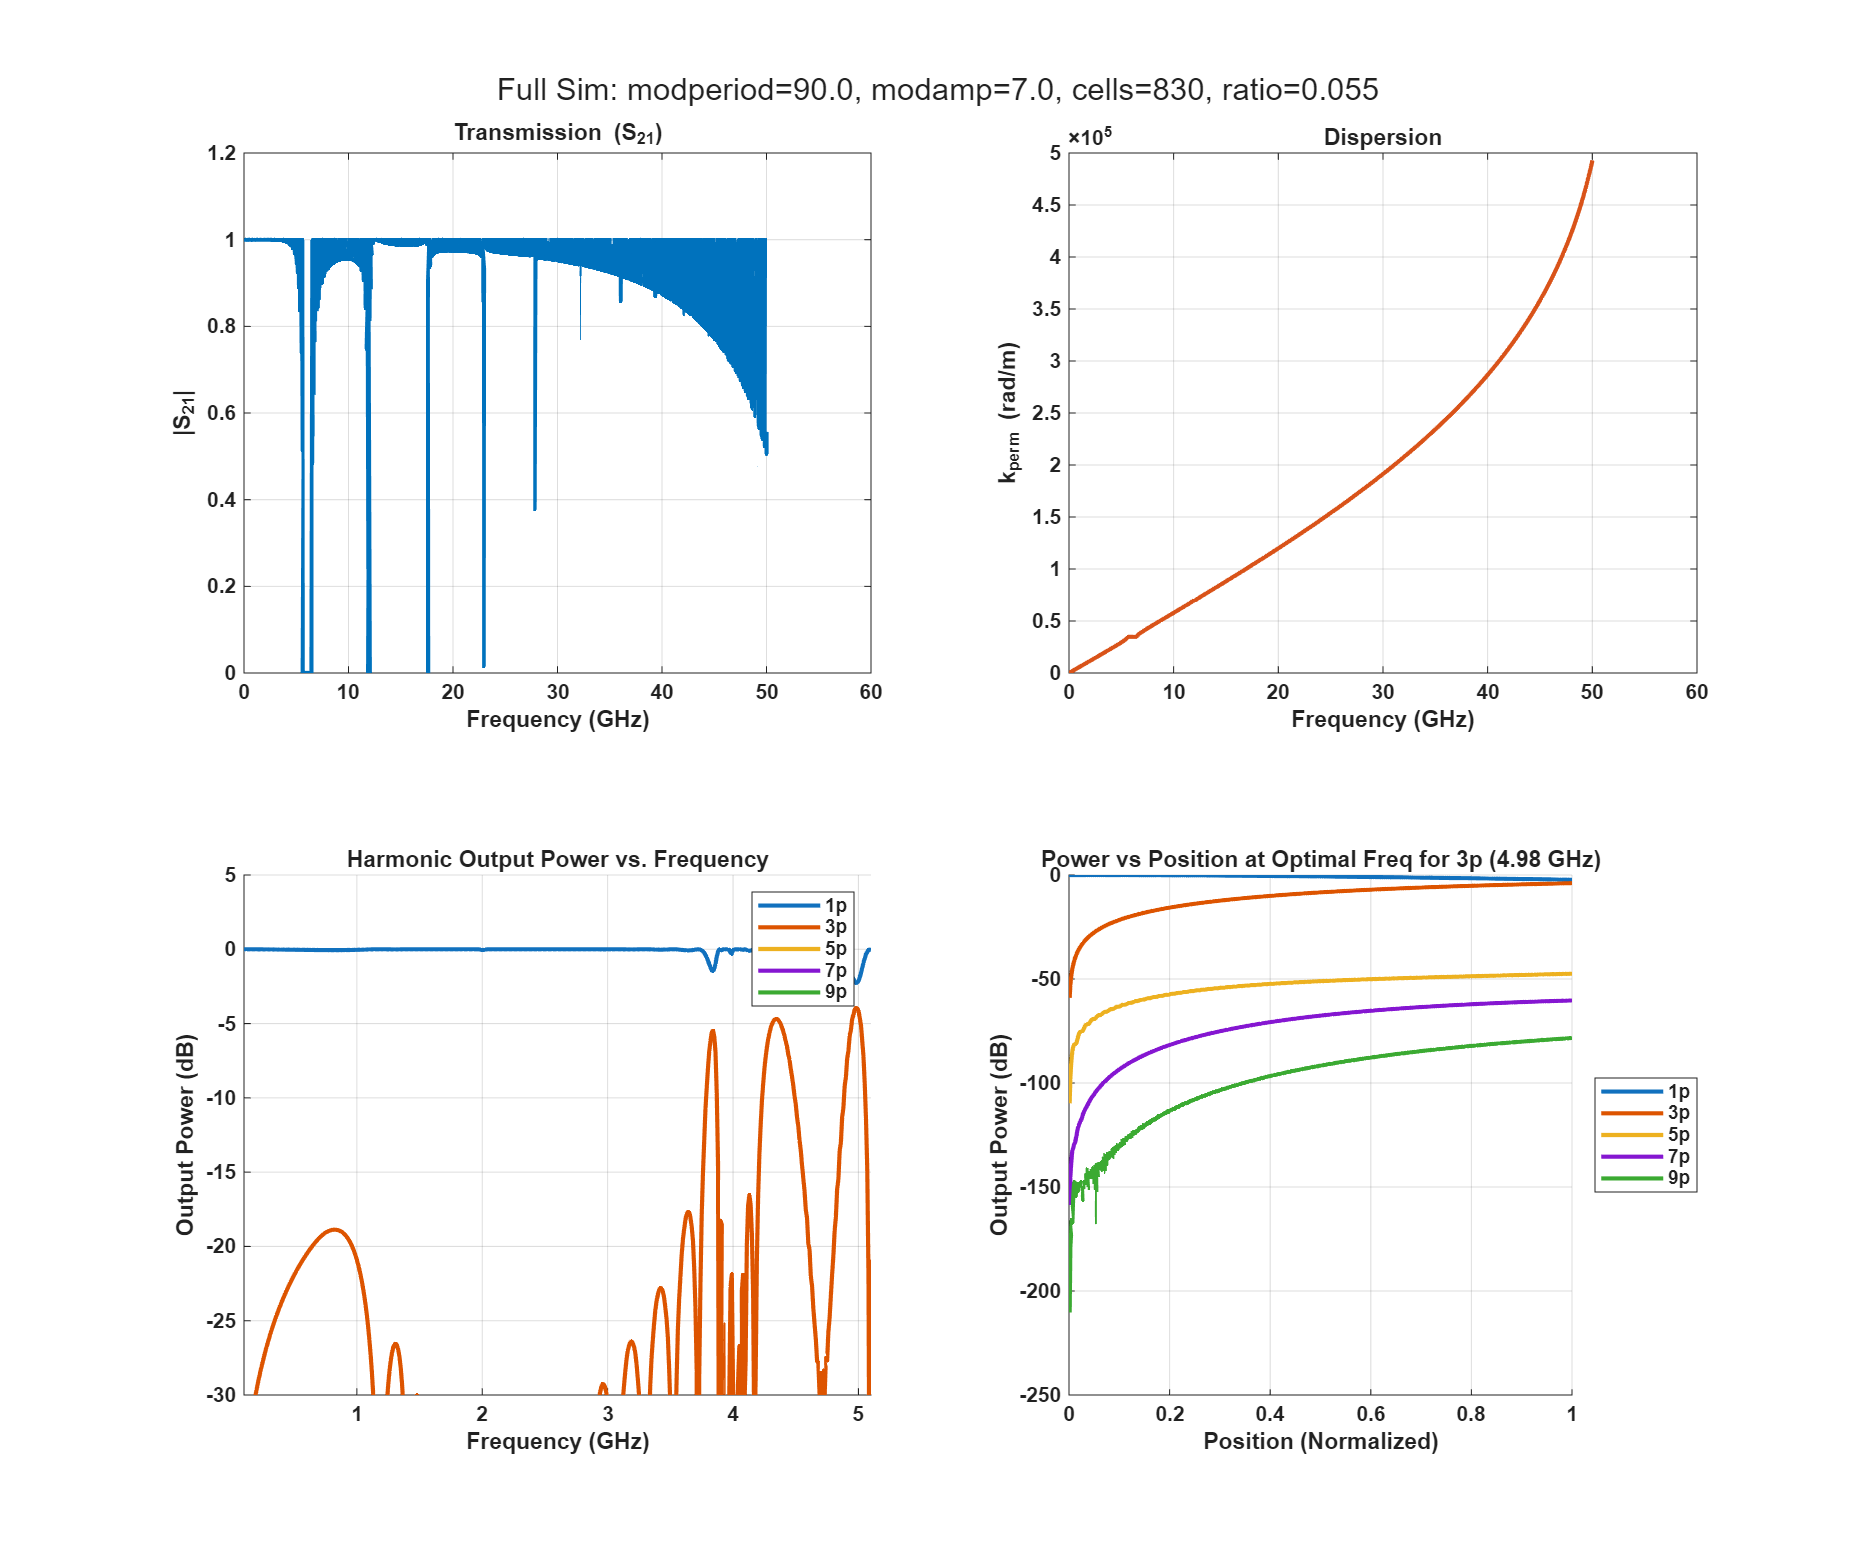 Full Sim: modperiod=90.0, modamp=7.0, cells=830, ratio=0.055
Transmission (S21)
1.2
1
0.8
0.6
0.4
0.2
0
|S21|
0 10 20 30 40 50 60
Frequency (GHz)
Dispersion
×10^5
5
4.5
4
3.5
3
2.5
2
1.5
1
0.5
0
kperm (rad/m)
0 10 20 30 40 50 60
Frequency (GHz)
Harmonic Output Power vs. Frequency
5
0
-5
-10
-15
-20
-25
-30
Output Power (dB)
1p
3p
5p
7p
9p
1 2 3 4 5
Frequency (GHz)
Power vs Position at Optimal Freq for 3p (4.98 GHz)
0
-50
-100
-150
-200
-250
Output Power (dB)
0 0.2 0.4 0.6 0.8 1
Position (Normalized)
1p
3p
5p
7p
9p